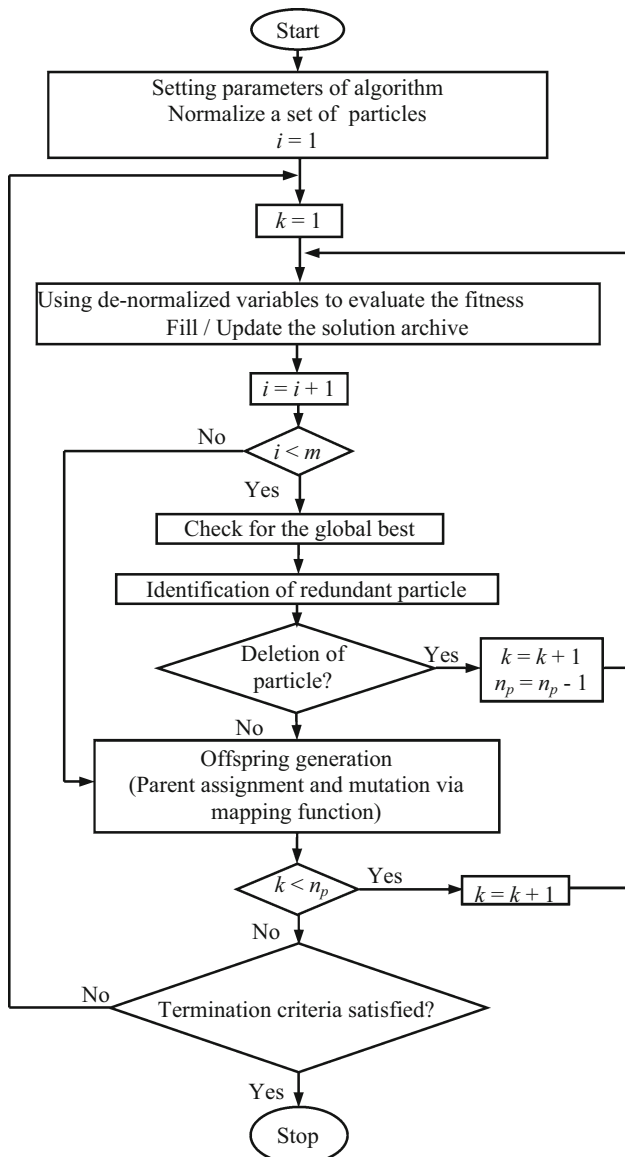 Start
Setting parameters of algorithm
Normalize a set of particles
i = 1
k = 1
Using de-normalized variables to evaluate the fitness
Fill / Update the solution archive
i = i + 1
No
i < m
Yes
Check for the global best
Identification of redundant particle
Deletion of
particle?
Yes
k = k + 1
n_p = n_p - 1
No
Offspring generation
(Parent assignment and mutation via
mapping function)
k < n_p
Yes
k = k + 1
No
No
Termination criteria satisfied?
Yes
Stop